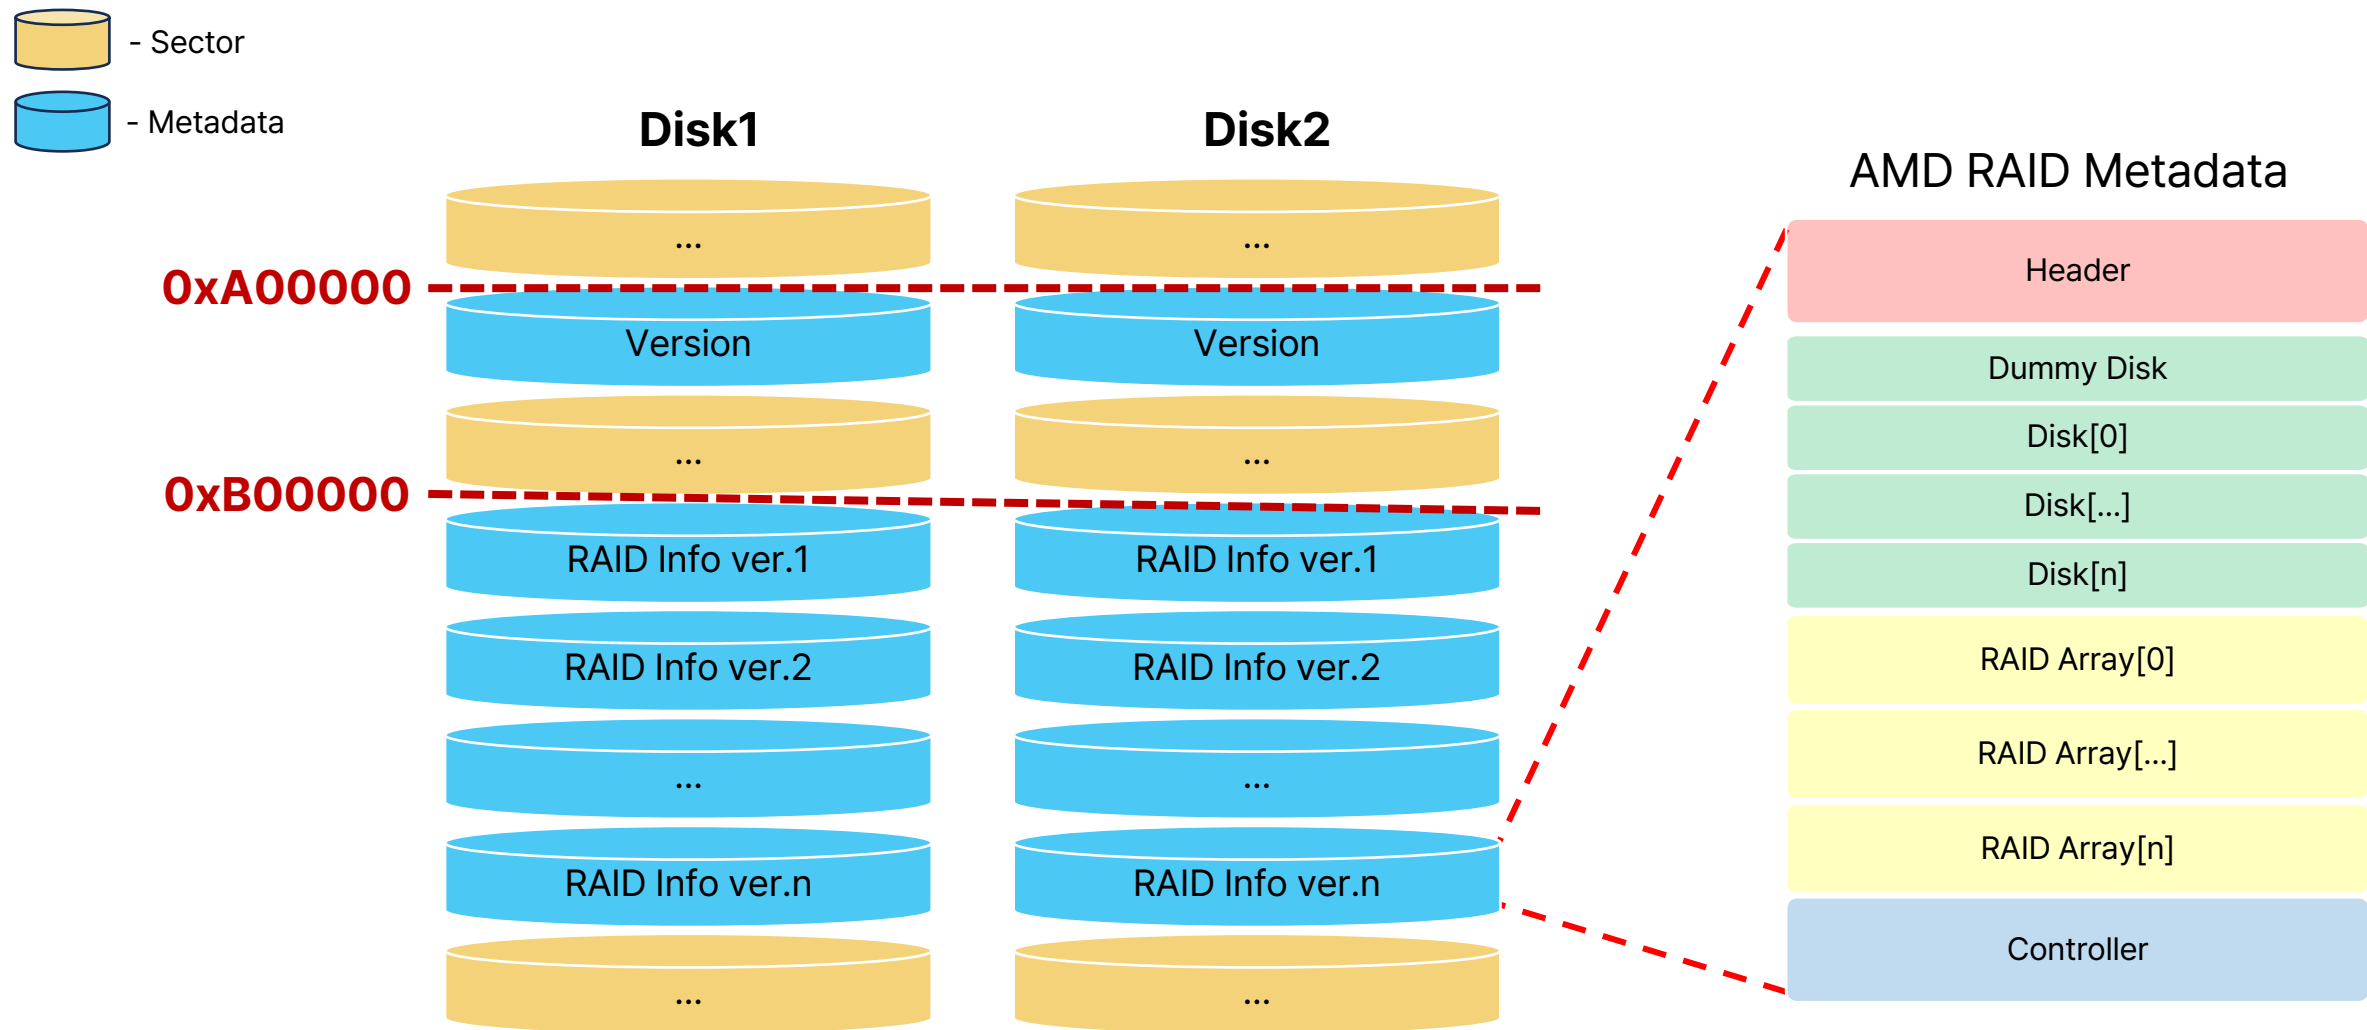 - Sector
- Metadata
Disk1
Disk2
AMD RAID Metadata
...
...
0xA00000
Version
Version
...
...
0xB00000
RAID Info ver.1
RAID Info ver.1
RAID Info ver.2
RAID Info ver.2
...
...
RAID Info ver.n
RAID Info ver.n
...
...
Header
Dummy Disk
Disk[0]
Disk[...]
Disk[n]
RAID Array[0]
RAID Array[...]
RAID Array[n]
Controller